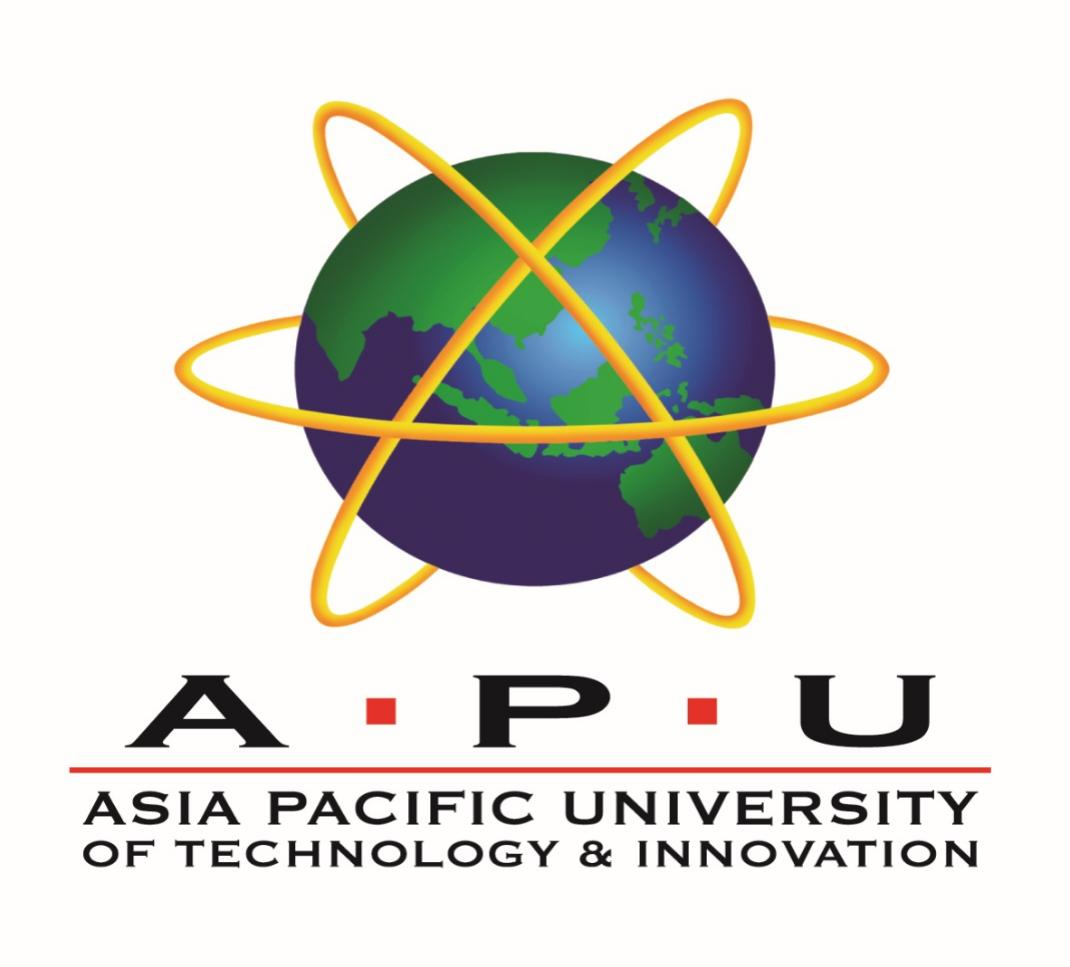 A ▪ P ▪ U
ASIA PACIFIC UNIVERSITY
OF TECHNOLOGY & INNOVATION